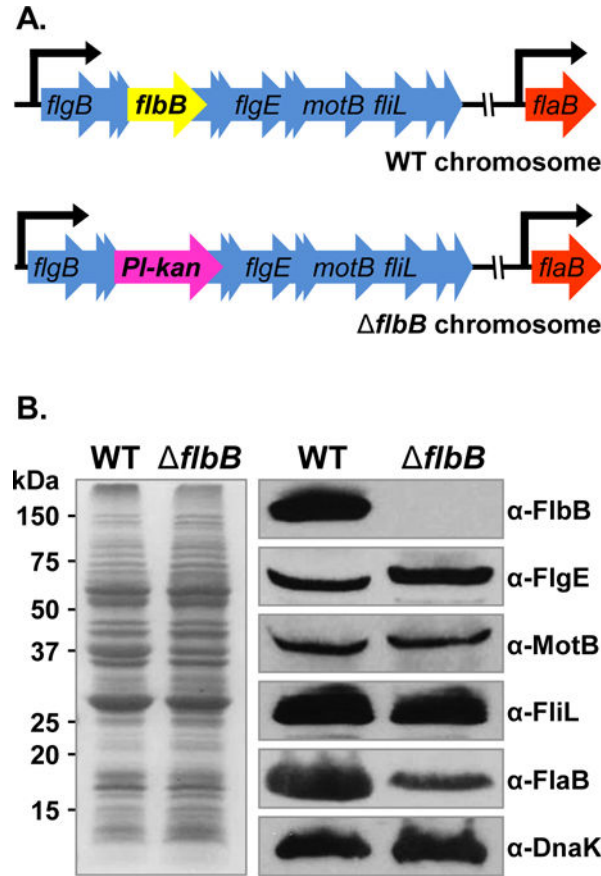 A.
flgB flbB flgE motB fliL flaB
WT chromosome
flgB Pl-kan flgE motB fliL flaB
ΔflbB chromosome
B.
WT ΔflbB WT ΔflbB
kDa
150
75
50
37
25
20
15
α-FlbB
α-FlgE
α-MotB
α-FliL
α-FlaB
α-DnaK